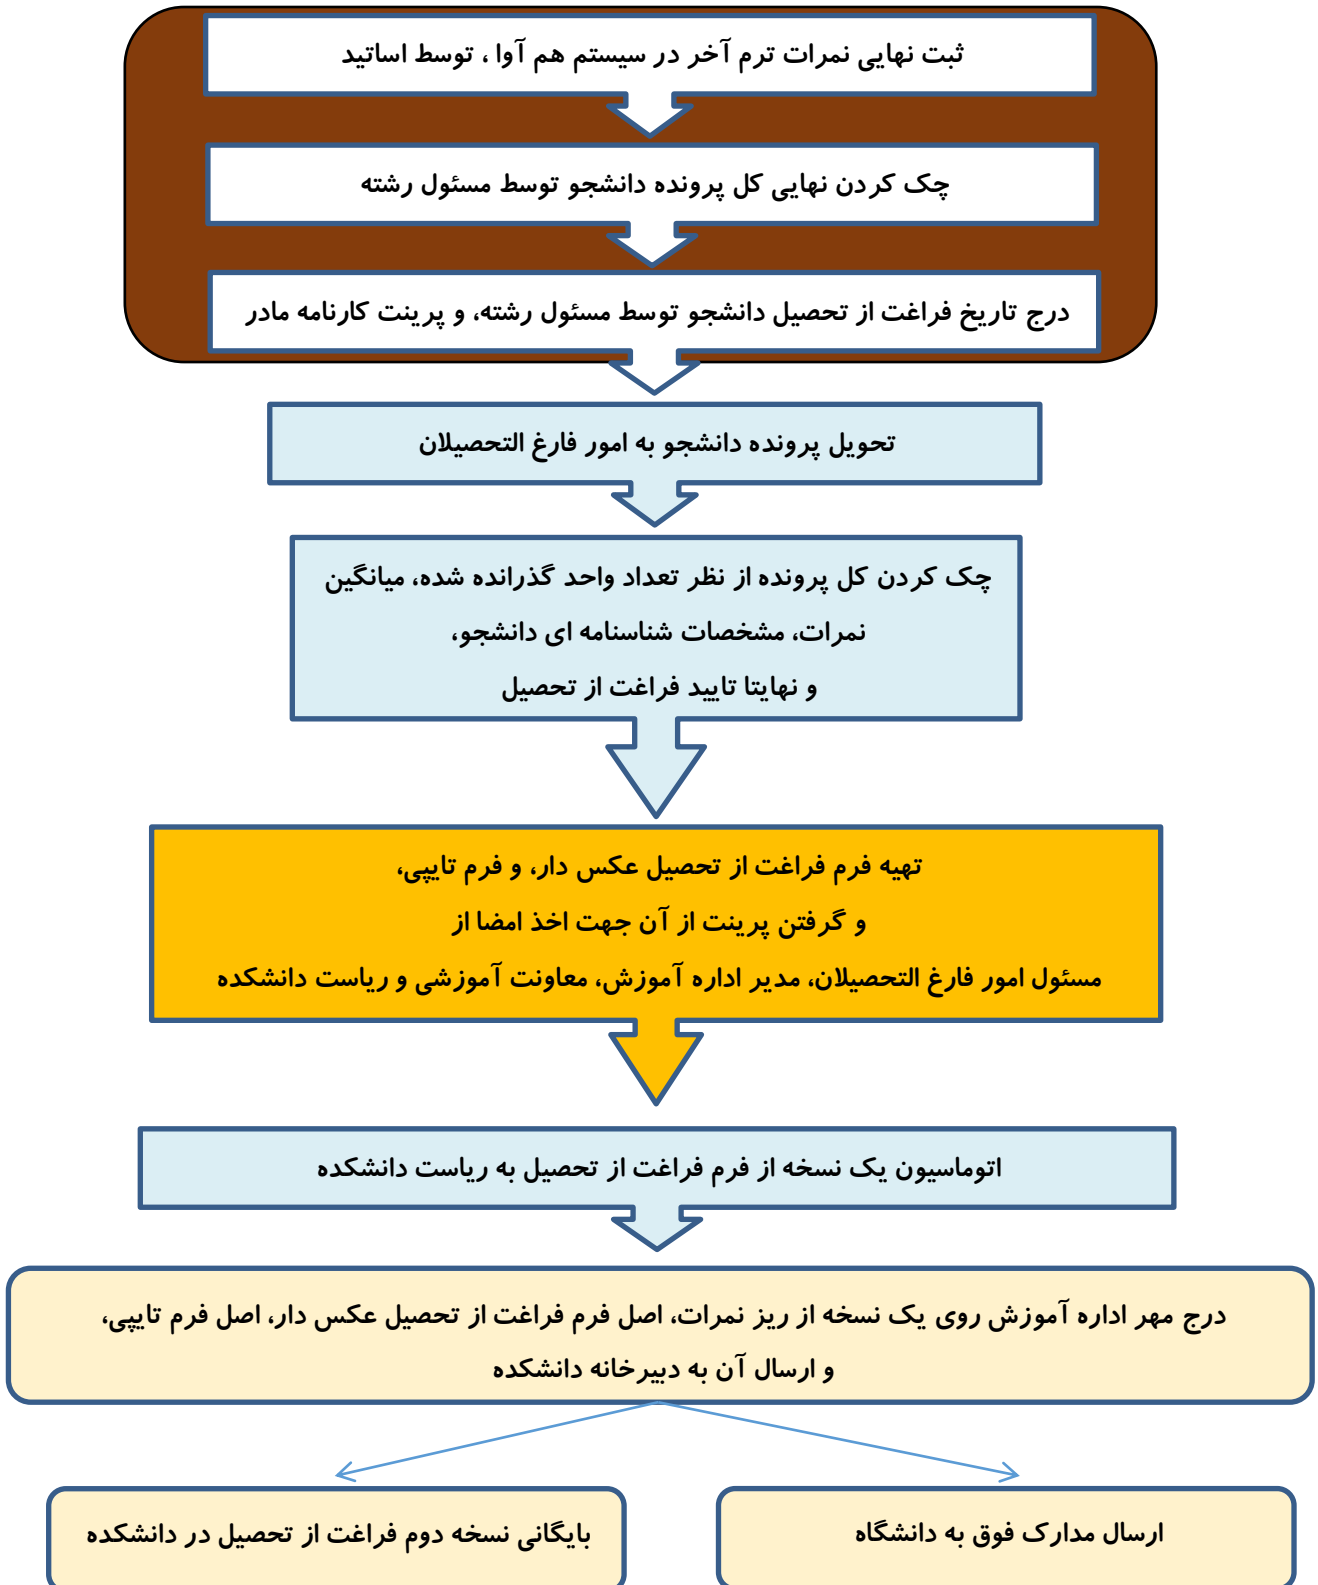 ثبت نهایی نمرات ترم آخر در سیستم هم آوا ، توسط اساتید
چک کردن نهایی کل پرونده دانشجو توسط مسئول رشته
درج تاریخ فراغت از تحصیل دانشجو توسط مسئول رشته، و پرینت کارنامه مادر
تحویل پرونده دانشجو به امور فارغ التحصیلان
چک کردن کل پرونده از نظر تعداد واحد گذرانده شده، میانگین
نمرات، مشخصات شناسنامه ای دانشجو،
و نهایتا تایید فراغت از تحصیل
تهیه فرم فراغت از تحصیل عکس دار، و فرم تایپی،
و گرفتن پرینت از آن جهت اخذ امضا از
مسئول امور فارغ التحصیلان، مدیر اداره آموزش، معاونت آموزشی و ریاست دانشکده
اتوماسیون یک نسخه از فرم فراغت از تحصیل به ریاست دانشکده
درج مهر اداره آموزش روی یک نسخه از ریز نمرات، اصل فرم فراغت از تحصیل عکس دار، اصل فرم تایپی،
و ارسال آن به دبیرخانه دانشکده
ارسال مدارک فوق به دانشگاه
بایگانی نسخه دوم فراغت از تحصیل در دانشکده